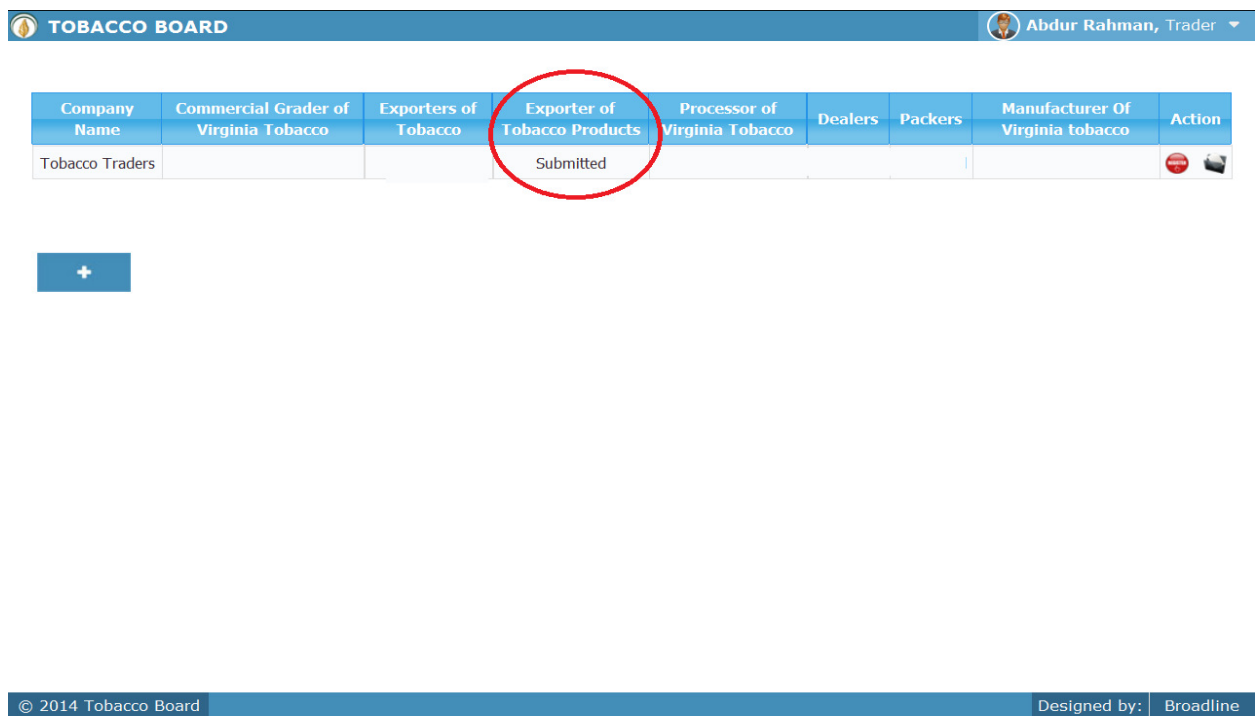 TOBACCO BOARD
Abdur Rahman, Trader
Company Name
Commercial Grader of Virginia Tobacco
Exporters of Tobacco
Exporter of Tobacco Products
Processor of Virginia Tobacco
Dealers
Packers
Manufacturer Of Virginia tobacco
Action
Tobacco Traders
Submitted
© 2014 Tobacco Board
Designed by: Broadline